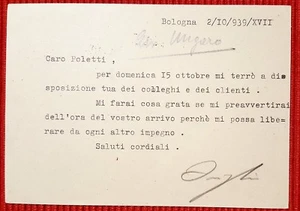 Bologna 2/IO/939/XVII
Caro Poletti ,
per domenica I5 ottobre mi terrò a di=
sposizione tua dei colleghi e dei clienti .
Mi farai cosa grata se mi preavvertirai
dell'ora del vostro arrivo perchè mi possa libe=
rare da ogni altro impegno .
Saluti cordiali .